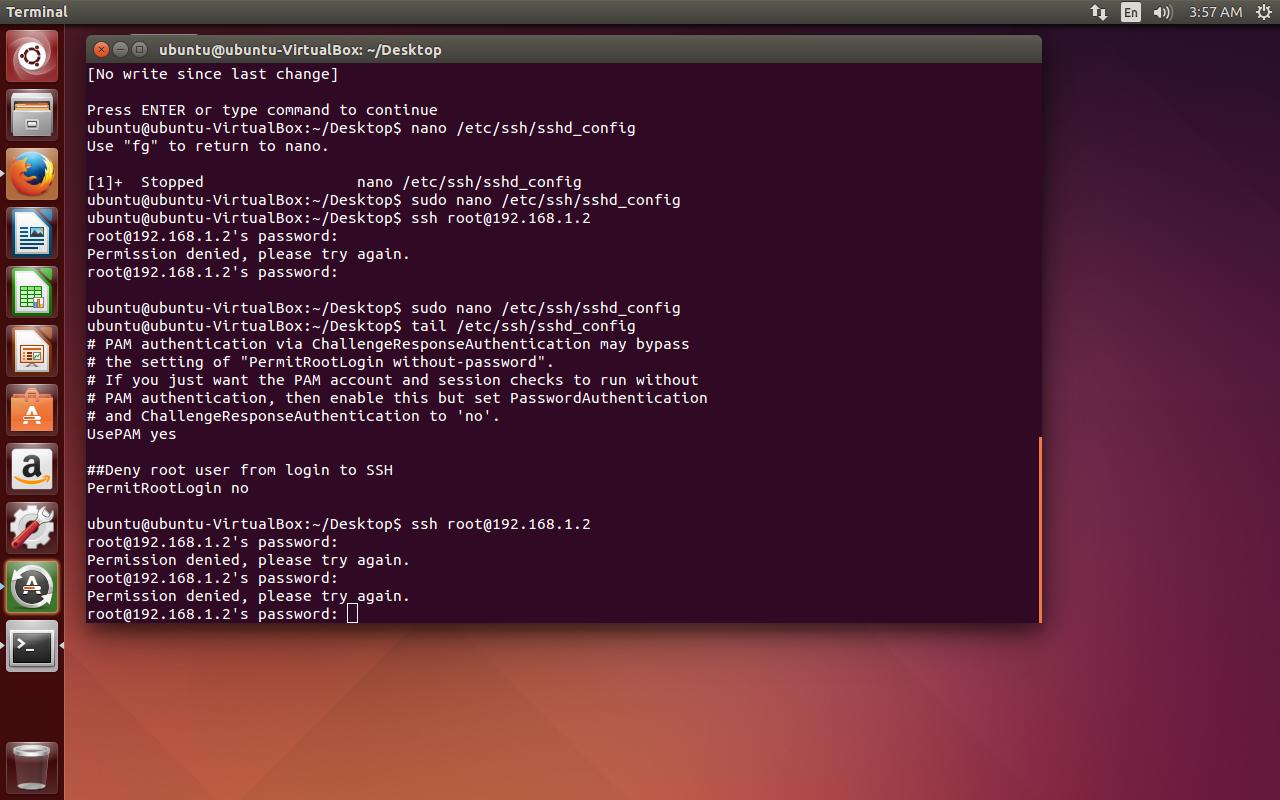 Terminal
En
3:57 AM
ubuntu@ubuntu-VirtualBox: ~/Desktop
[No write since last change]
Press ENTER or type command to continue
ubuntu@ubuntu-VirtualBox:~/Desktop$ nano /etc/ssh/sshd_config
Use "fg" to return to nano.
[1]+  Stopped                 nano /etc/ssh/sshd_config
ubuntu@ubuntu-VirtualBox:~/Desktop$ sudo nano /etc/ssh/sshd_config
ubuntu@ubuntu-VirtualBox:~/Desktop$ ssh root@192.168.1.2
root@192.168.1.2's password:
Permission denied, please try again.
root@192.168.1.2's password:
ubuntu@ubuntu-VirtualBox:~/Desktop$ sudo nano /etc/ssh/sshd_config
ubuntu@ubuntu-VirtualBox:~/Desktop$ tail /etc/ssh/sshd_config
# PAM authentication via ChallengeResponseAuthentication may bypass
# the setting of "PermitRootLogin without-password".
# If you just want the PAM account and session checks to run without
# PAM authentication, then enable this but set PasswordAuthentication
# and ChallengeResponseAuthentication to 'no'.
UsePAM yes
##Deny root user from login to SSH
PermitRootLogin no
ubuntu@ubuntu-VirtualBox:~/Desktop$ ssh root@192.168.1.2
root@192.168.1.2's password:
Permission denied, please try again.
root@192.168.1.2's password:
Permission denied, please try again.
root@192.168.1.2's password: